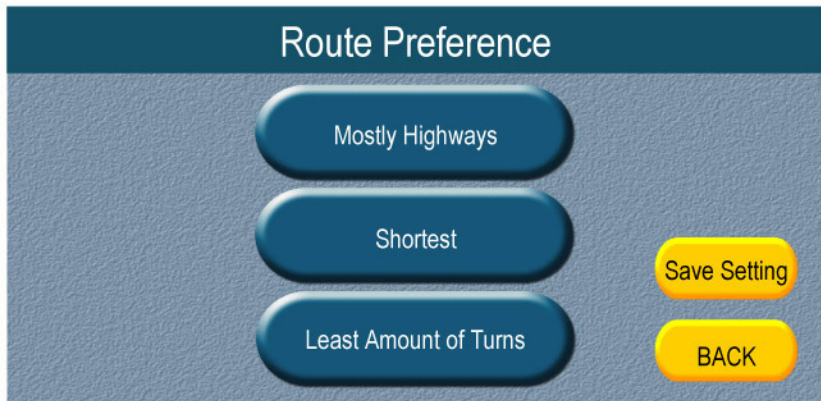 Route Preference
Mostly Highways
Shortest
Least Amount of Turns
Save Setting
BACK